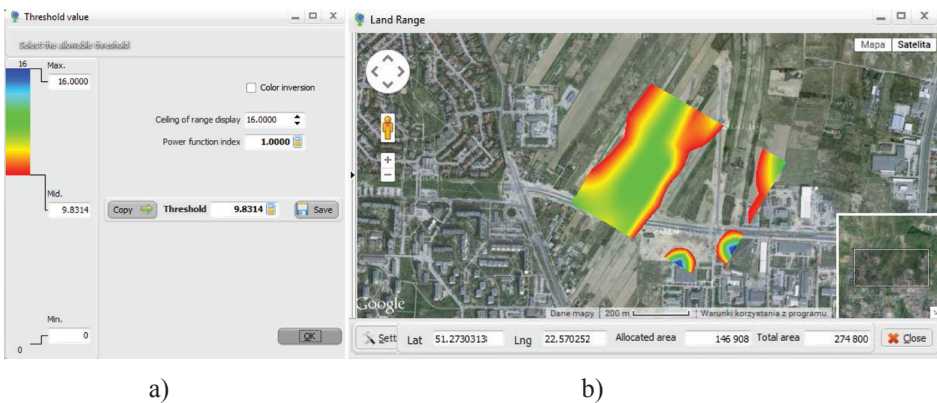 Threshold value
Select the allowable threshold
16 Max.
16.0000
Color inversion
Ceiling of range display 16.0000
Power function index 1.0000
Mid.
9.8314
Copy Threshold 9.8314 Save
Min.
0
0
OK
Land Range
Mapa Satelita
Google
Dane mapy 200 m Warunki korzystania z programu
Sett Lat 51.2730313 Lng 22.570252 Allocated area 146 908 Total area 274 800 Close
a) b)